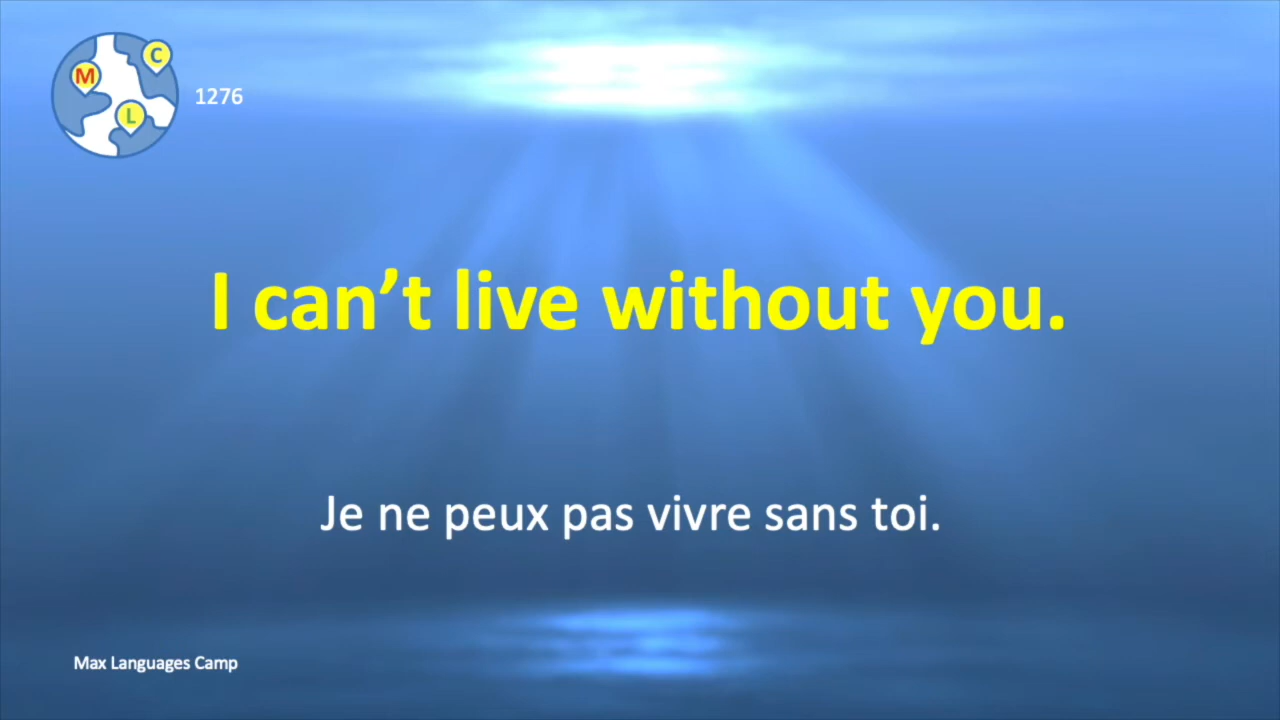 C
M
1276
L
I can’t live without you.
Je ne peux pas vivre sans toi.
Max Languages Camp